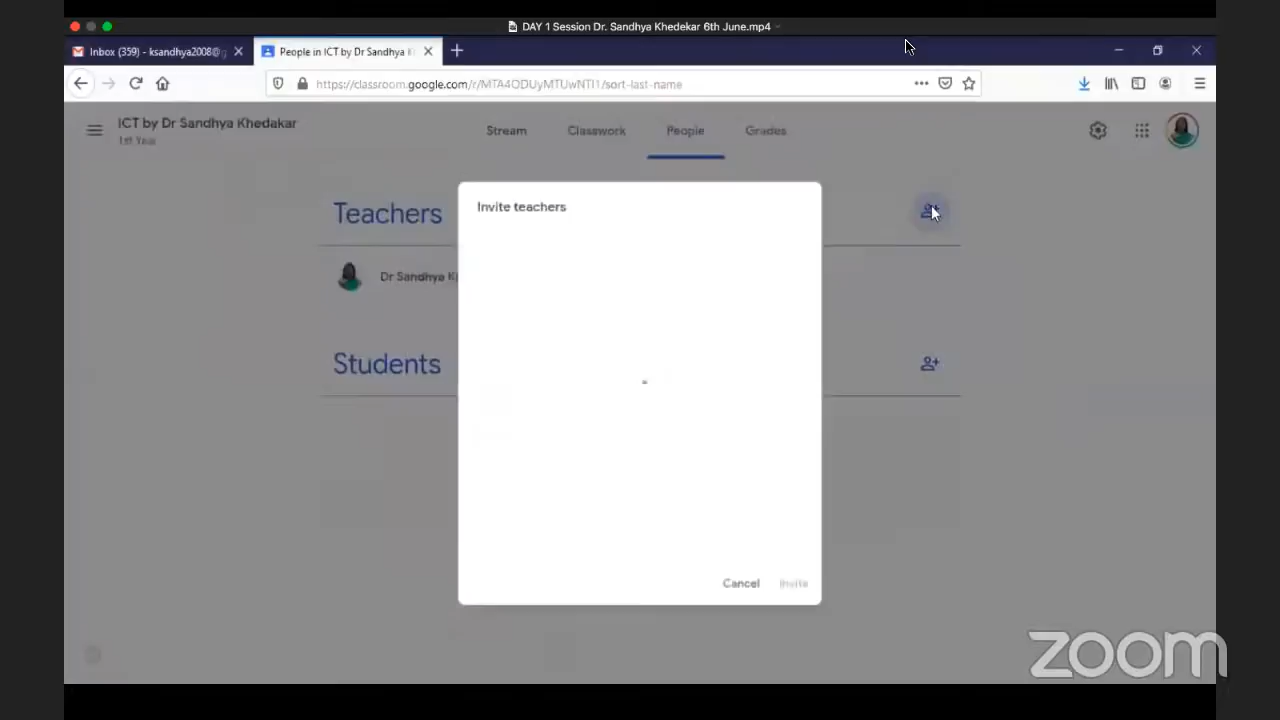 DAY 1 Session Dr. Sandhya Khedekar 6th June.mp4
Inbox (359) - ksandhya2008@g
People in ICT by Dr Sandhya K
https://classroom.google.com/r/MTA4ODUyMTUwNTI1/sort-last-name
ICT by Dr Sandhya Khedakar
1st Year
Stream
Classwork
People
Grades
Invite teachers
Teachers
Dr Sandhya K
Students
Cancel
Invite
zoom